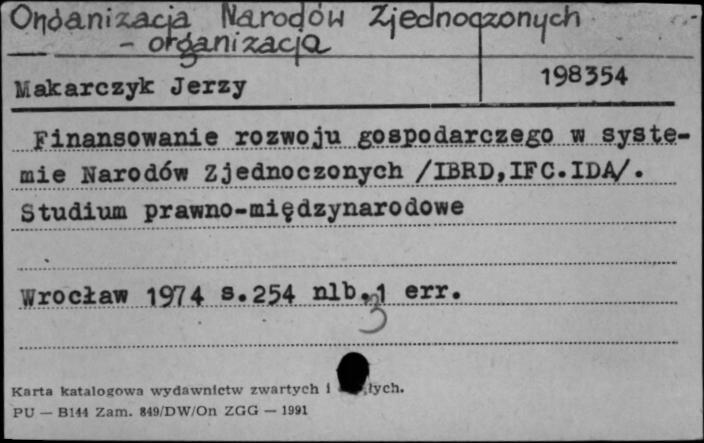 Organizacja Narodów Zjednoczonych
- organizacja
Makarczyk Jerzy 198354
Finansowanie rozwoju gospodarczego w syste-
mie Narodów Zjednoczonych /IBRD,IFC.IDA/.
Studium prawno-międzynarodowe
Wrocław 1974 s.254 nlb.1 err.
3
Karta katalogowa wydawnictw zwartych i
PU — B144 Zam. 849/DW/On ZGG — 1991